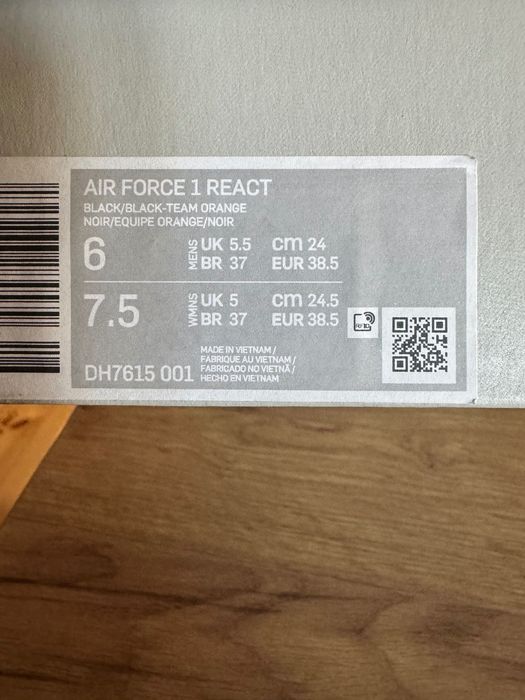 AIR FORCE 1 REACT
BLACK/BLACK-TEAM ORANGE
NOIR/EQUIPE ORANGE/NOIR
6 MENS UK 5.5 cm 24
BR 37 EUR 38.5
7.5 WMNS UK 5 cm 24.5
BR 37 EUR 38.5
MADE IN VIETNAM /
FABRIQUE AU VIETNAM /
FABRICADO NO VIETNÃ /
HECHO EN VIETNAM
DH7615 001